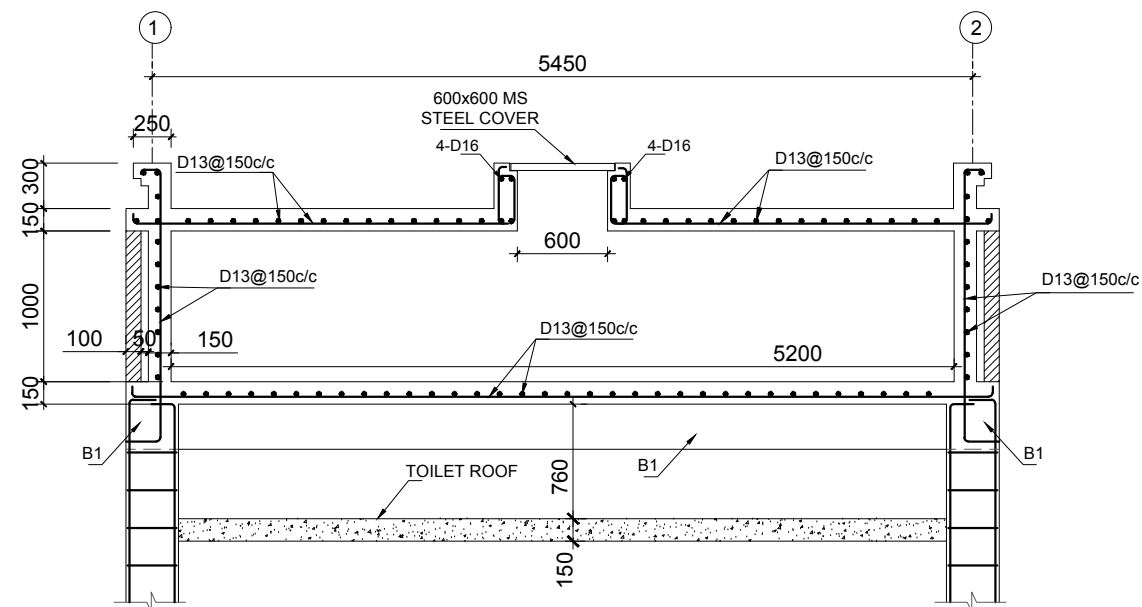 1
2
5450
600x600 MS
STEEL COVER
250
4-D16
4-D16
D13@150c/c
D13@150c/c
300
150
600
D13@150c/c
D13@150c/c
1000
D13@150c/c
100
50
150
5200
150
B1
B1
B1
TOILET ROOF
760
150